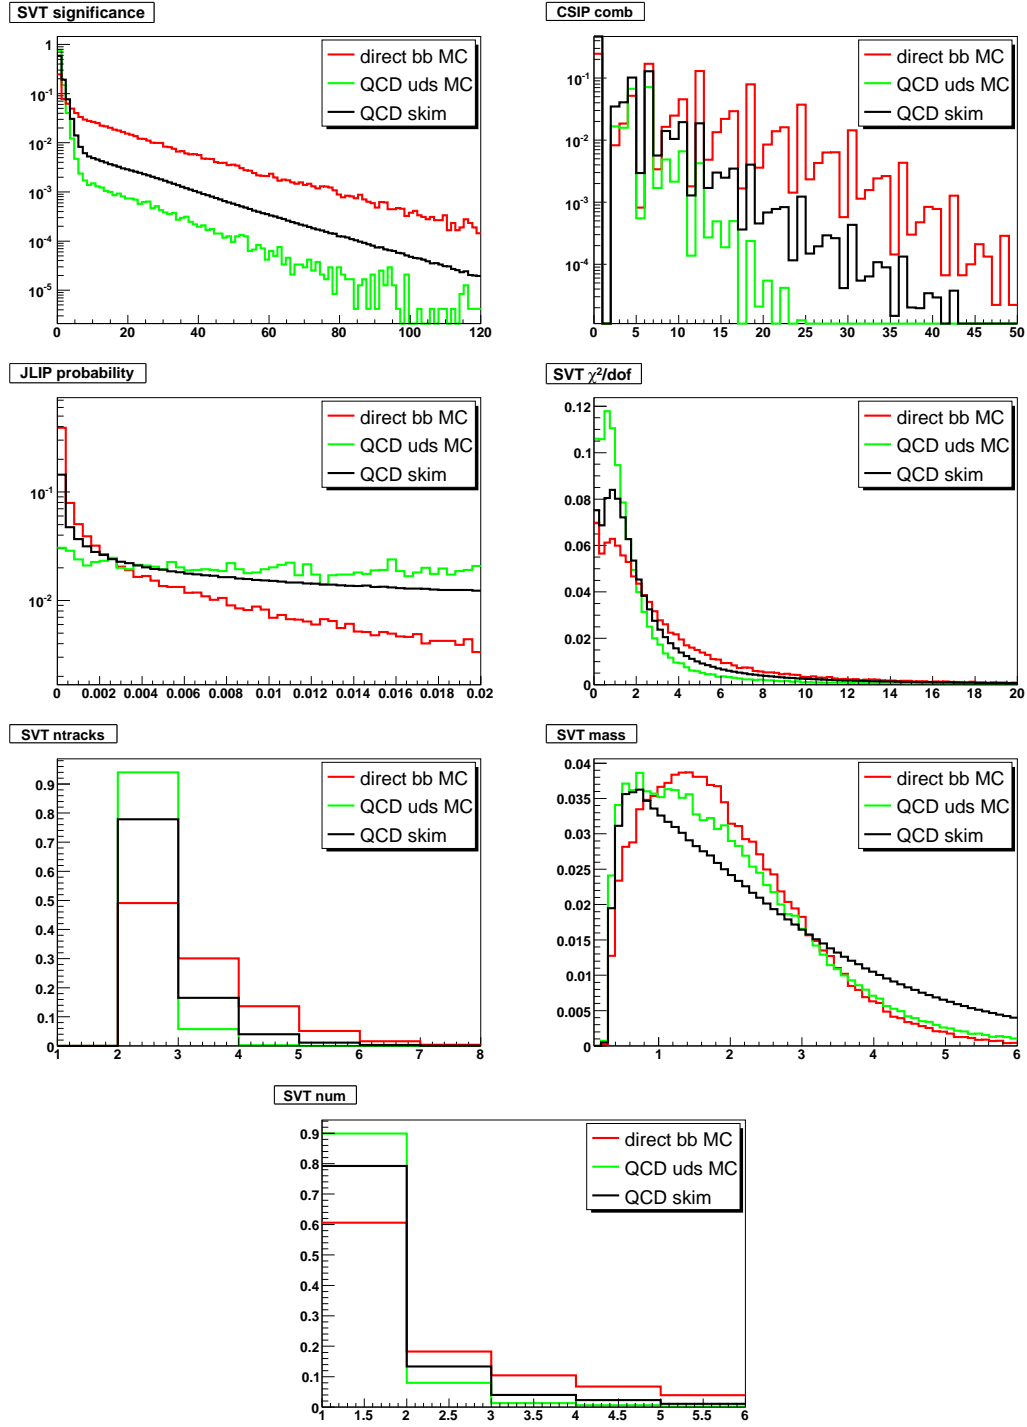 SVT significance
direct bb MC
QCD uds MC
QCD skim
1
10⁻¹
10⁻²
10⁻³
10⁻⁴
10⁻⁵
0 20 40 60 80 100 120
CSIP comb
direct bb MC
QCD uds MC
QCD skim
10⁻¹
10⁻²
10⁻³
10⁻⁴
0 5 10 15 20 25 30 35 40 45 50
JLIP probability
direct bb MC
QCD uds MC
QCD skim
10⁻¹
10⁻²
0 0.002 0.004 0.006 0.008 0.01 0.012 0.014 0.016 0.018 0.02
SVT χ²/dof
direct bb MC
QCD uds MC
QCD skim
0.12
0.1
0.08
0.06
0.04
0.02
0
0 2 4 6 8 10 12 14 16 18 20
SVT ntracks
direct bb MC
QCD uds MC
QCD skim
0.9
0.8
0.7
0.6
0.5
0.4
0.3
0.2
0.1
0
1 2 3 4 5 6 7 8
SVT mass
direct bb MC
QCD uds MC
QCD skim
0.04
0.035
0.03
0.025
0.02
0.015
0.01
0.005
0
1 2 3 4 5 6
SVT num
direct bb MC
QCD uds MC
QCD skim
0.9
0.8
0.7
0.6
0.5
0.4
0.3
0.2
0.1
0
1 1.5 2 2.5 3 3.5 4 4.5 5 5.5 6